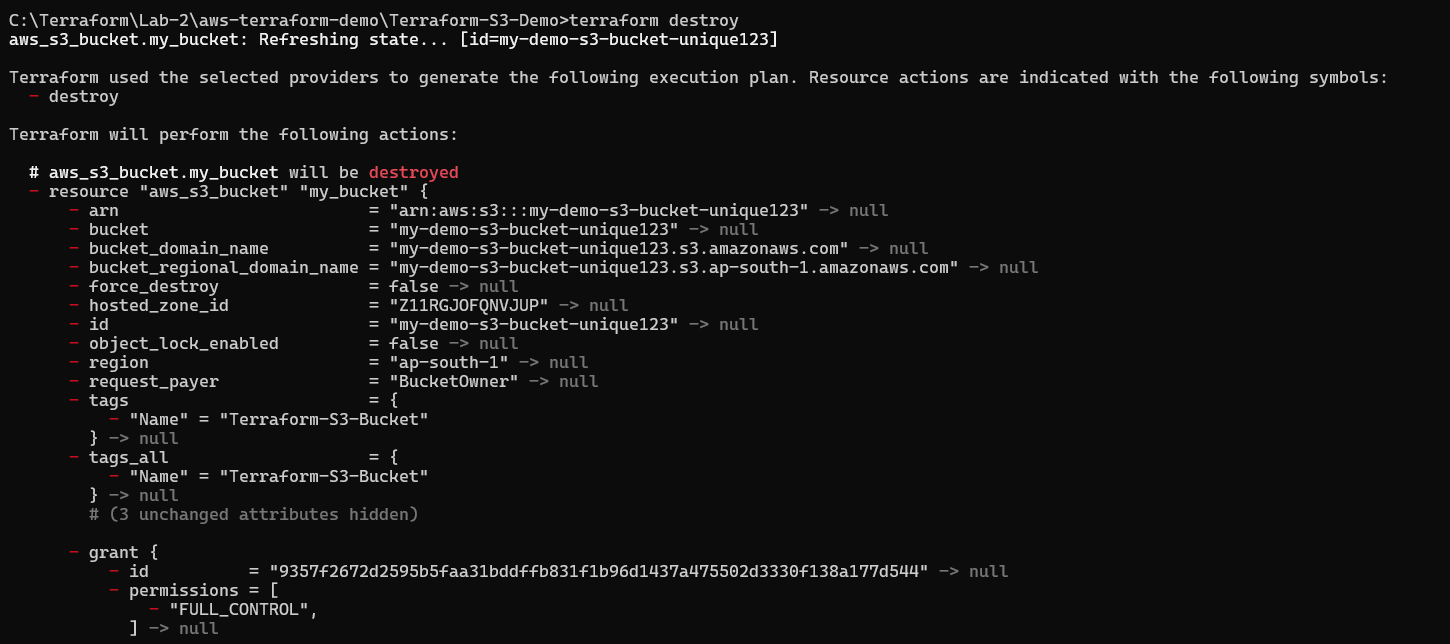 C:\Terraform\Lab-2\aws-terraform-demo\Terraform-S3-Demo>terraform destroy
aws_s3_bucket.my_bucket: Refreshing state... [id=my-demo-s3-bucket-unique123]

Terraform used the selected providers to generate the following execution plan. Resource actions are indicated with the following symbols:
  - destroy

Terraform will perform the following actions:

  # aws_s3_bucket.my_bucket will be destroyed
  - resource "aws_s3_bucket" "my_bucket" {
      - arn                         = "arn:aws:s3:::my-demo-s3-bucket-unique123" -> null
      - bucket                      = "my-demo-s3-bucket-unique123" -> null
      - bucket_domain_name          = "my-demo-s3-bucket-unique123.s3.amazonaws.com" -> null
      - bucket_regional_domain_name = "my-demo-s3-bucket-unique123.s3.ap-south-1.amazonaws.com" -> null
      - force_destroy               = false -> null
      - hosted_zone_id              = "Z11RGJOFQNVJUP" -> null
      - id                          = "my-demo-s3-bucket-unique123" -> null
      - object_lock_enabled         = false -> null
      - region                      = "ap-south-1" -> null
      - request_payer               = "BucketOwner" -> null
      - tags                        = {
          - "Name" = "Terraform-S3-Bucket"
        } -> null
      - tags_all                    = {
          - "Name" = "Terraform-S3-Bucket"
        } -> null
        # (3 unchanged attributes hidden)

      - grant {
          - id          = "9357f2672d2595b5faa31bddffb831f1b96d1437a475502d3330f138a177d544" -> null
          - permissions = [
              - "FULL_CONTROL",
            ] -> null